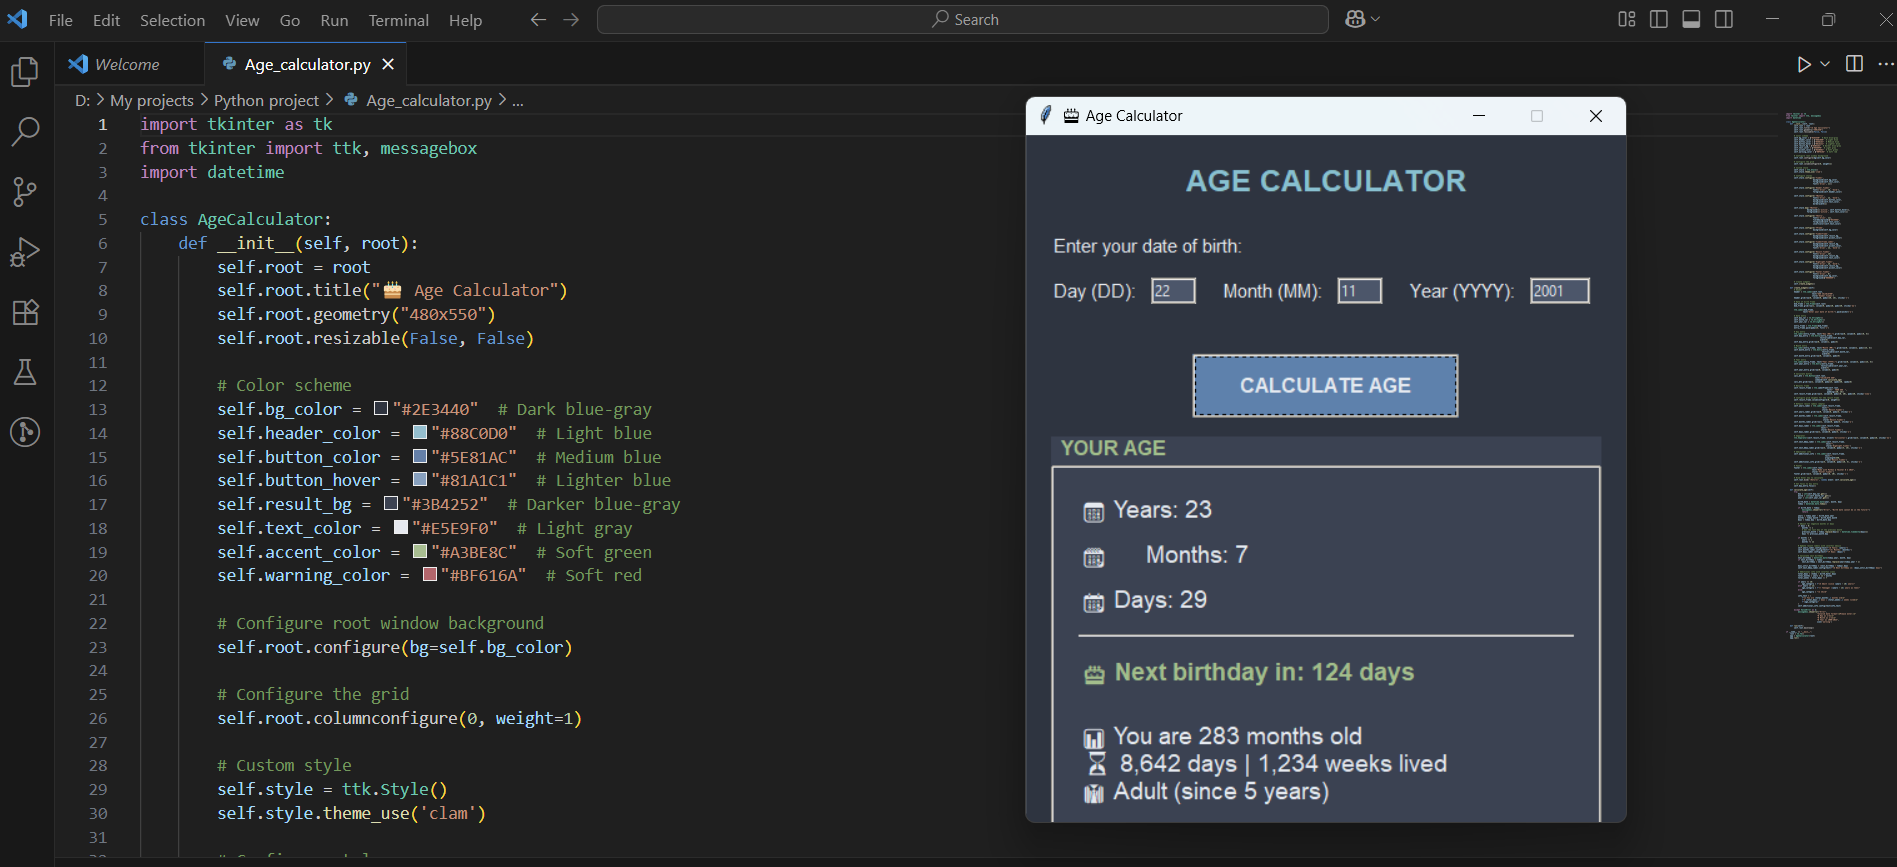 File Edit Selection View Go Run Terminal Help
Search
Welcome
Age_calculator.py
D: > My projects > Python project > Age_calculator.py > ...
1 import tkinter as tk
2 from tkinter import ttk, messagebox
3 import datetime
4
5 class AgeCalculator:
6 def __init__(self, root):
7 self.root = root
8 self.root.title("🎂 Age Calculator")
9 self.root.geometry("480x550")
10 self.root.resizable(False, False)
11
12 # Color scheme
13 self.bg_color = "#2E3440" # Dark blue-gray
14 self.header_color = "#88C0D0" # Light blue
15 self.button_color = "#5E81AC" # Medium blue
16 self.button_hover = "#81A1C1" # Lighter blue
17 self.result_bg = "#3B4252" # Darker blue-gray
18 self.text_color = "#E5E9F0" # Light gray
19 self.accent_color = "#A3BE8C" # Soft green
20 self.warning_color = "#BF616A" # Soft red
21
22 # Configure root window background
23 self.root.configure(bg=self.bg_color)
24
25 # Configure the grid
26 self.root.columnconfigure(0, weight=1)
27
28 # Custom style
29 self.style = ttk.Style()
30 self.style.theme_use('clam')
31
🎂 Age Calculator
AGE CALCULATOR
Enter your date of birth:
Day (DD): 22 Month (MM): 11 Year (YYYY): 2001
CALCULATE AGE
YOUR AGE
Years: 23
Months: 7
Days: 29
Next birthday in: 124 days
You are 283 months old
8,642 days | 1,234 weeks lived
Adult (since 5 years)